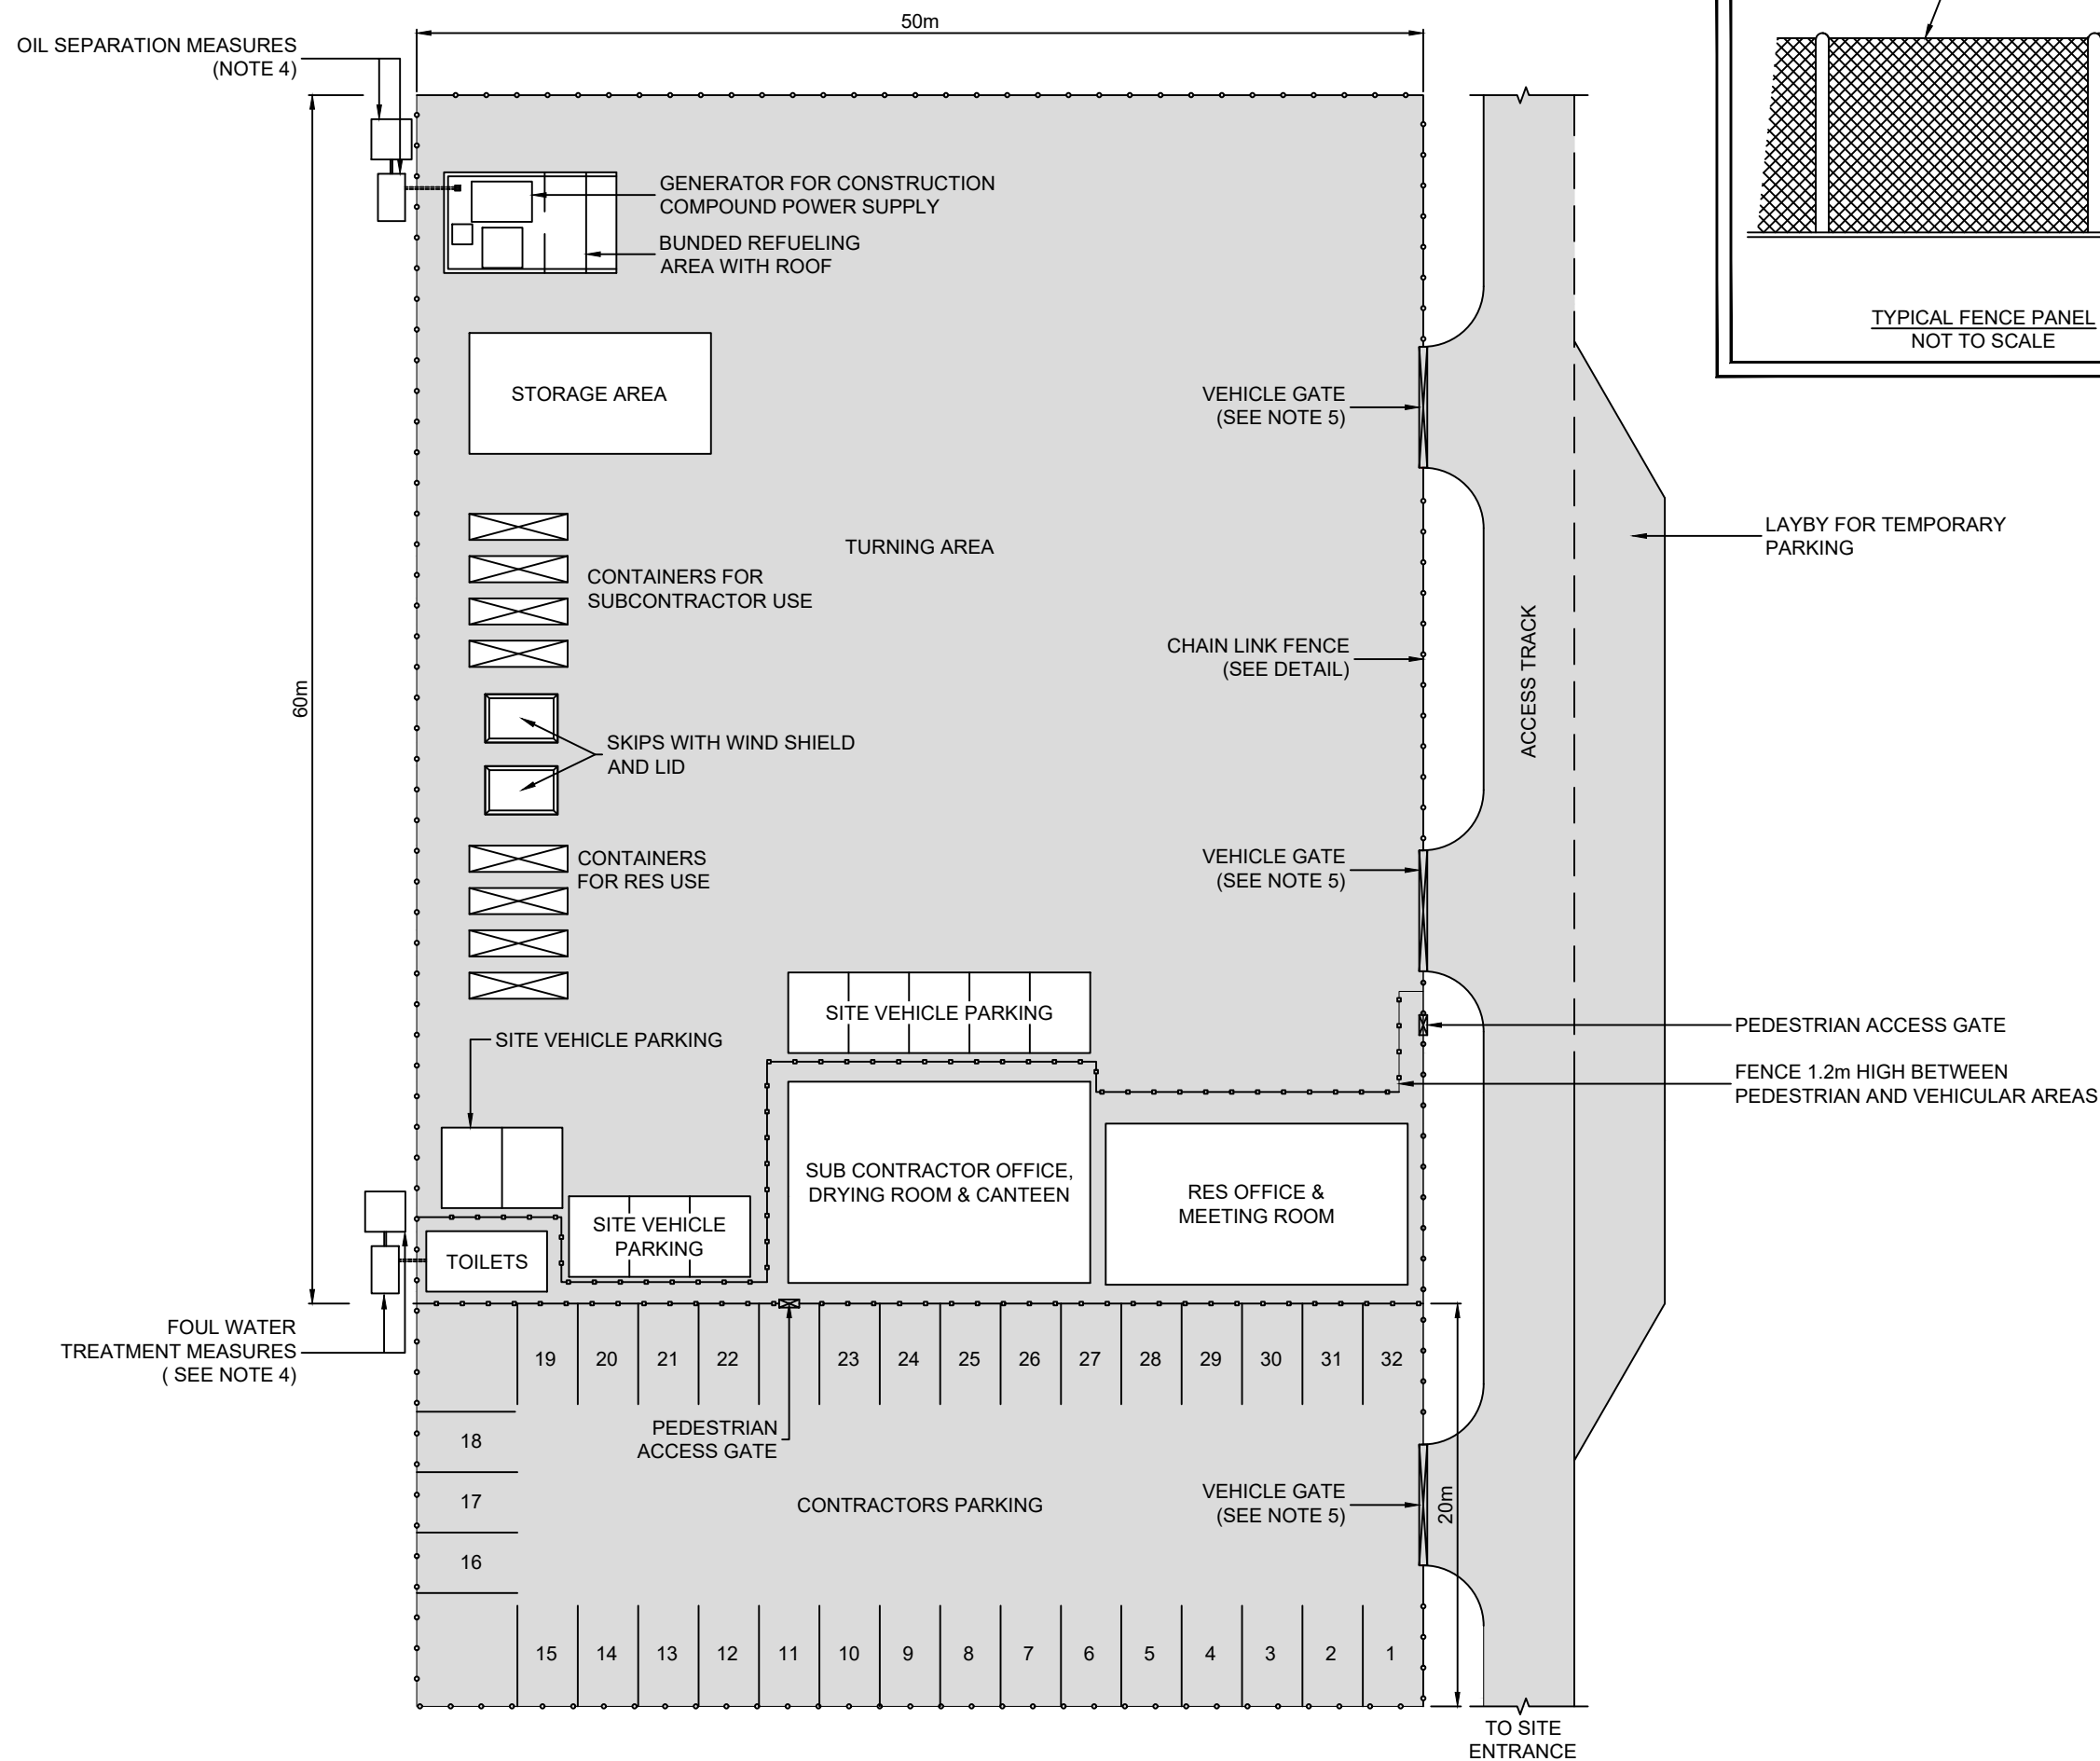 50m
OIL SEPARATION MEASURES
(NOTE 4)
GENERATOR FOR CONSTRUCTION
COMPOUND POWER SUPPLY
BUNDED REFUELING
AREA WITH ROOF
TYPICAL FENCE PANEL
NOT TO SCALE
STORAGE AREA
VEHICLE GATE
(SEE NOTE 5)
LAYBY FOR TEMPORARY
PARKING
TURNING AREA
CONTAINERS FOR
SUBCONTRACTOR USE
CHAIN LINK FENCE
(SEE DETAIL)
ACCESS TRACK
60m
SKIPS WITH WIND SHIELD
AND LID
CONTAINERS
FOR RES USE
VEHICLE GATE
(SEE NOTE 5)
SITE VEHICLE PARKING
SITE VEHICLE PARKING
PEDESTRIAN ACCESS GATE
FENCE 1.2m HIGH BETWEEN
PEDESTRIAN AND VEHICULAR AREAS
SUB CONTRACTOR OFFICE,
DRYING ROOM & CANTEEN
RES OFFICE &
MEETING ROOM
SITE VEHICLE
PARKING
TOILETS
FOUL WATER
TREATMENT MEASURES
( SEE NOTE 4)
19 20 21 22 23 24 25 26 27 28 29 30 31 32
PEDESTRIAN
ACCESS GATE
18
17
16
CONTRACTORS PARKING
VEHICLE GATE
(SEE NOTE 5)
20m
15 14 13 12 11 10 9 8 7 6 5 4 3 2 1
TO SITE
ENTRANCE